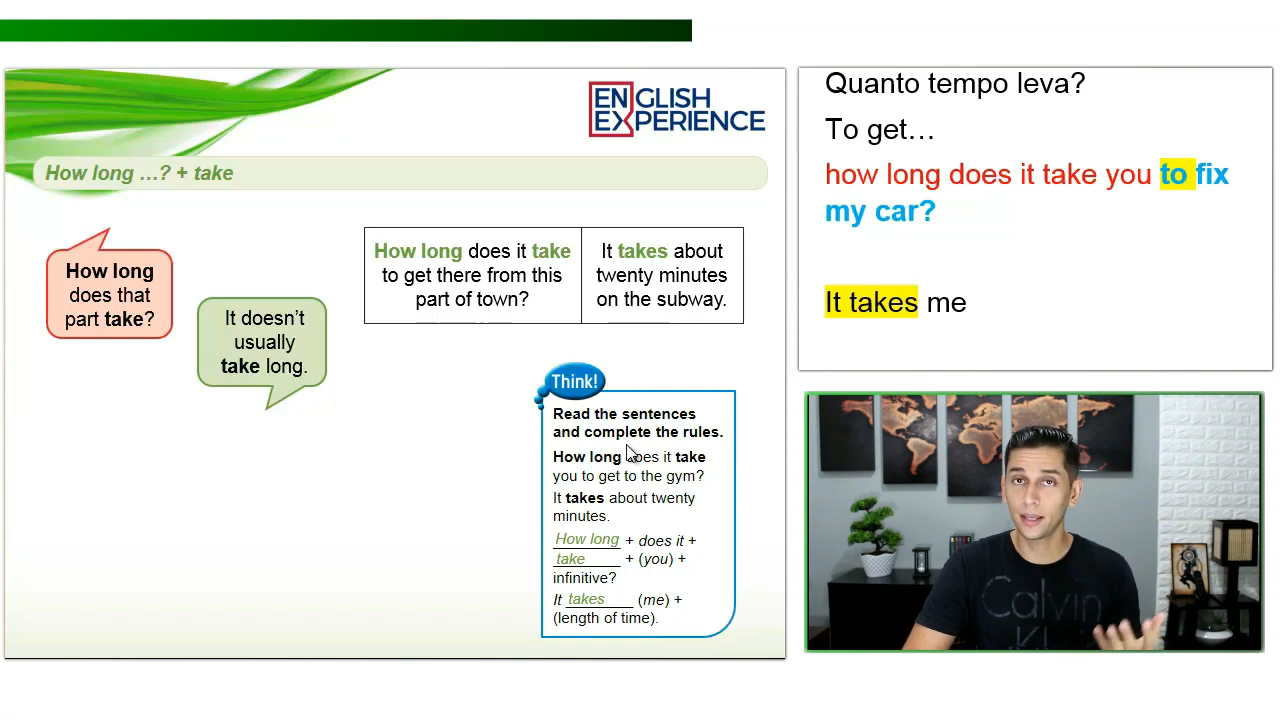 ENGLISH
EXPERIENCE
How long …? + take
How long
does that
part take?
It doesn't
usually
take long.
How long does it take
to get there from this
part of town?
It takes about
twenty minutes
on the subway.
Think!
Read the sentences
and complete the rules.
How long does it take
you to get to the gym?
It takes about twenty
minutes.
How long + does it +
take + (you) +
infinitive?
It takes (me) +
(length of time).
Quanto tempo leva?
To get…
how long does it take you to fix
my car?
It takes me
Calvin